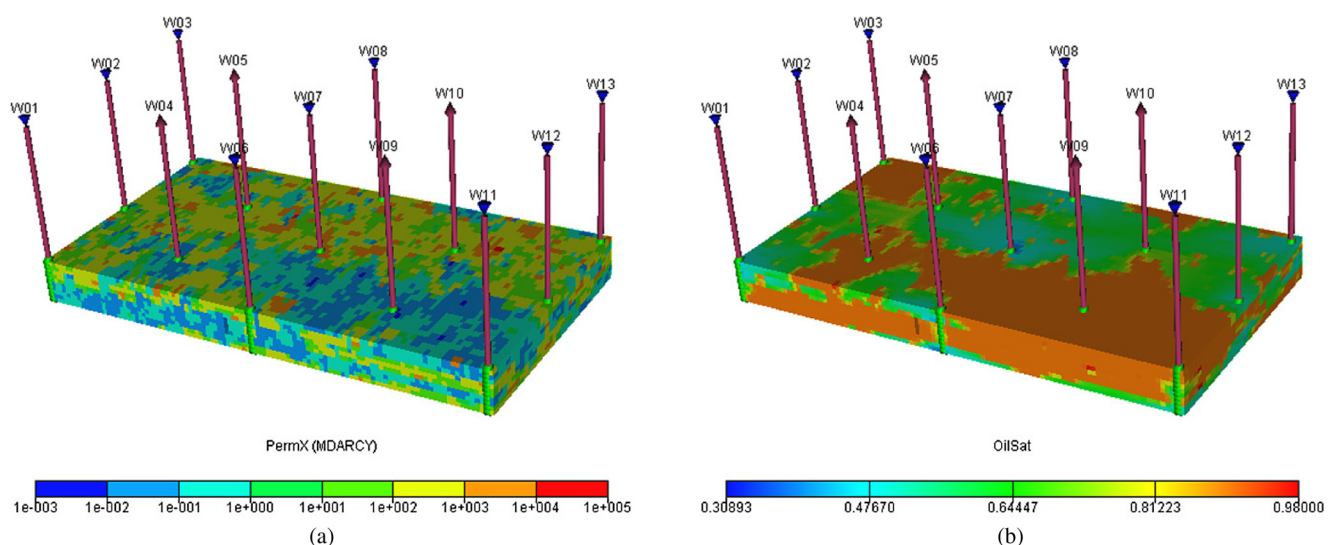 W03
W02
W05
W08
W01
W04
W07
W10
W13
W06
W09
W12
W11
PermX (MDARCY)
1e-003 1e-002 1e-001 1e+000 1e+001 1e+002 1e+003 1e+004 1e+005
(a)
W03
W02
W05
W08
W01
W04
W07
W10
W13
W06
W09
W12
W11
OilSat
0.30893 0.47670 0.64447 0.81223 0.98000
(b)